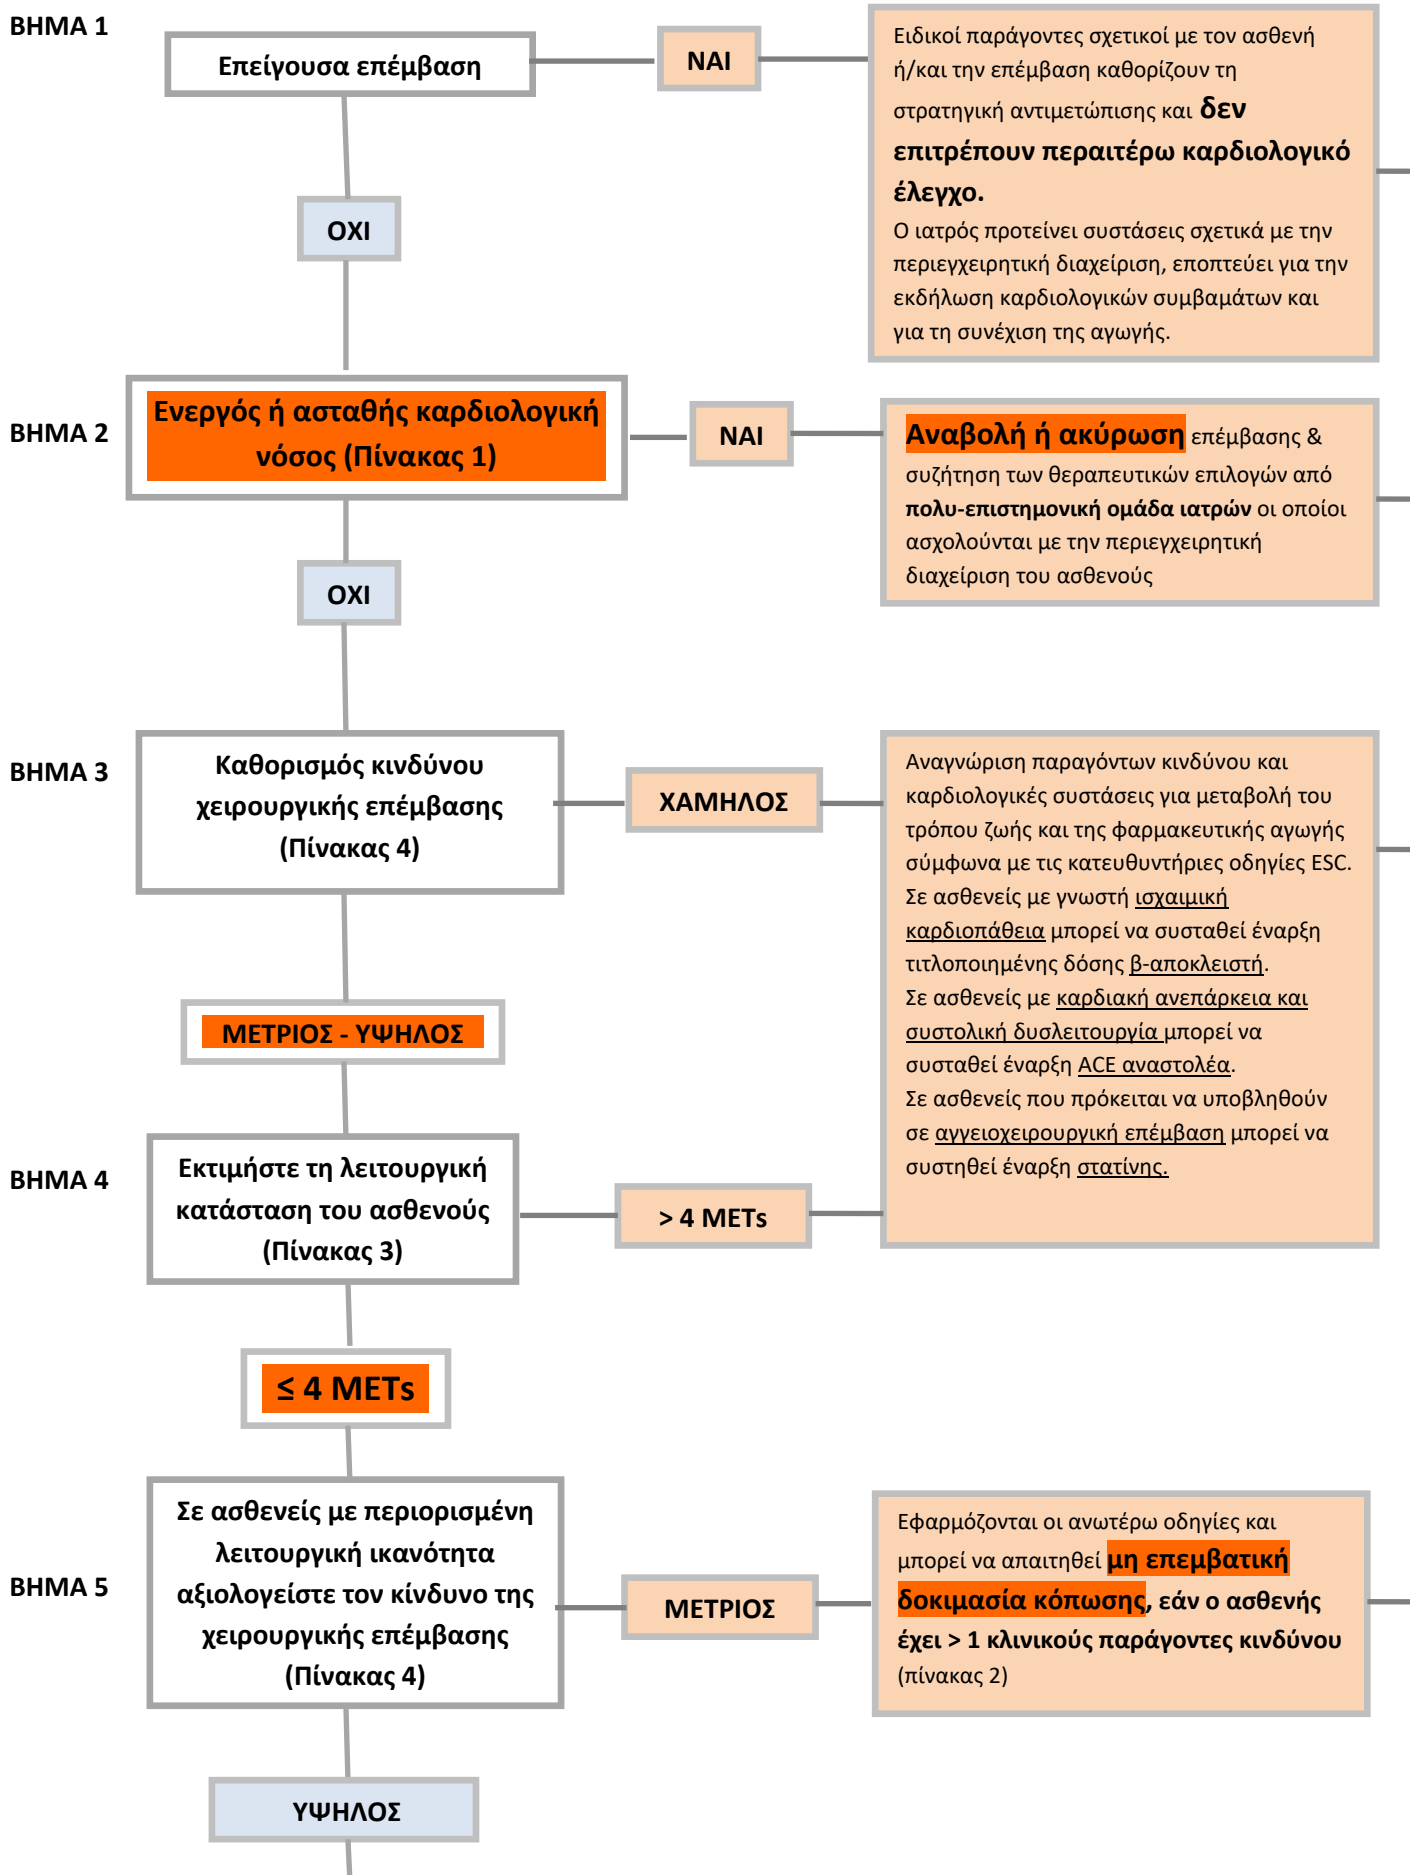 ΒΗΜΑ 1
Επείγουσα επέμβαση
ΝΑΙ
Ειδικοί παράγοντες σχετικοί με τον ασθενή
ή/και την επέμβαση καθορίζουν τη
στρατηγική αντιμετώπισης και δεν
επιτρέπουν περαιτέρω καρδιολογικό
έλεγχο.
Ο ιατρός προτείνει συστάσεις σχετικά με την
περιεγχειρητική διαχείριση, εποπτεύει για την
εκδήλωση καρδιολογικών συμβαμάτων και
για τη συνέχιση της αγωγής.
ΟΧΙ
ΒΗΜΑ 2
Ενεργός ή ασταθής καρδιολογική
νόσος (Πίνακας 1)
ΝΑΙ
Αναβολή ή ακύρωση επέμβασης &
συζήτηση των θεραπευτικών επιλογών από
πολυ-επιστημονική ομάδα ιατρών οι οποίοι
ασχολούνται με την περιεγχειρητική
διαχείριση του ασθενούς
ΟΧΙ
ΒΗΜΑ 3
Καθορισμός κινδύνου
χειρουργικής επέμβασης
(Πίνακας 4)
ΧΑΜΗΛΟΣ
Αναγνώριση παραγόντων κινδύνου και
καρδιολογικές συστάσεις για μεταβολή του
τρόπου ζωής και της φαρμακευτικής αγωγής
σύμφωνα με τις κατευθυντήριες οδηγίες ESC.
Σε ασθενείς με γνωστή ισχαιμική
καρδιοπάθεια μπορεί να συσταθεί έναρξη
τιτλοποιημένης δόσης β-αποκλειστή.
Σε ασθενείς με καρδιακή ανεπάρκεια και
συστολική δυσλειτουργία μπορεί να
συσταθεί έναρξη ACE αναστολέα.
Σε ασθενείς που πρόκειται να υποβληθούν
σε αγγειοχειρουργική επέμβαση μπορεί να
συστηθεί έναρξη στατίνης.
ΜΕΤΡΙΟΣ - ΥΨΗΛΟΣ
ΒΗΜΑ 4
Εκτιμήστε τη λειτουργική
κατάσταση του ασθενούς
(Πίνακας 3)
> 4 METs
≤ 4 METs
ΒΗΜΑ 5
Σε ασθενείς με περιορισμένη
λειτουργική ικανότητα
αξιολογείστε τον κίνδυνο της
χειρουργικής επέμβασης
(Πίνακας 4)
ΜΕΤΡΙΟΣ
Εφαρμόζονται οι ανωτέρω οδηγίες και
μπορεί να απαιτηθεί μη επεμβατική
δοκιμασία κόπωσης, εάν ο ασθενής
έχει > 1 κλινικούς παράγοντες κινδύνου
(πίνακας 2)
ΥΨΗΛΟΣ